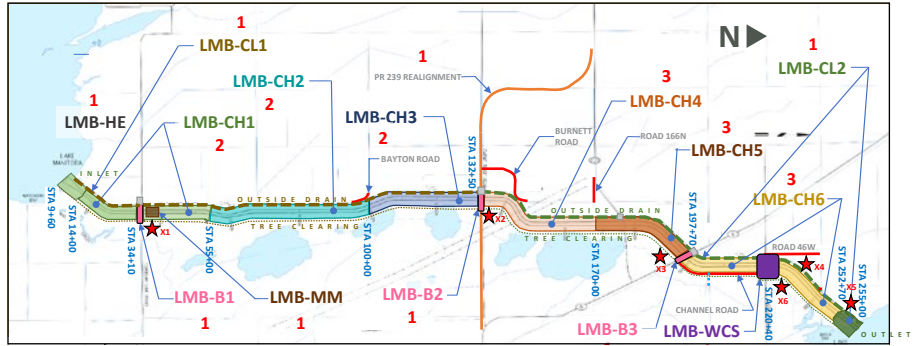 1
LMB-CL1
1
PR 239 REALIGNMENT
N
1
LMB-CL2
1
LMB-HE
LMB-CH2
2
LMB-CH1
2
LMB-CH3
2
3
LMB-CH4
BURNETT
ROAD
ROAD 166N
3
LMB-CH5
3
LMB-CH6
BAYTON ROAD
LAKE
MANITOBA
INLET
STA 9+60
STA 14+00
STA 34+10
STA 55+00
STA 100+00
STA 132+50
STA 170+00
STA 197+70
STA 220+40
STA 252+70
STA 255+00
OUTSIDE DRAIN
TREE CLEARING
OUTSIDE DRAIN
TREE CLEARING
ROAD 46W
X1
X2
X3
X4
X5
X6
LMB-B1
1
LMB-MM
1
LMB-B2
1
LMB-B3
LMB-WCS
CHANNEL ROAD
OUTLET